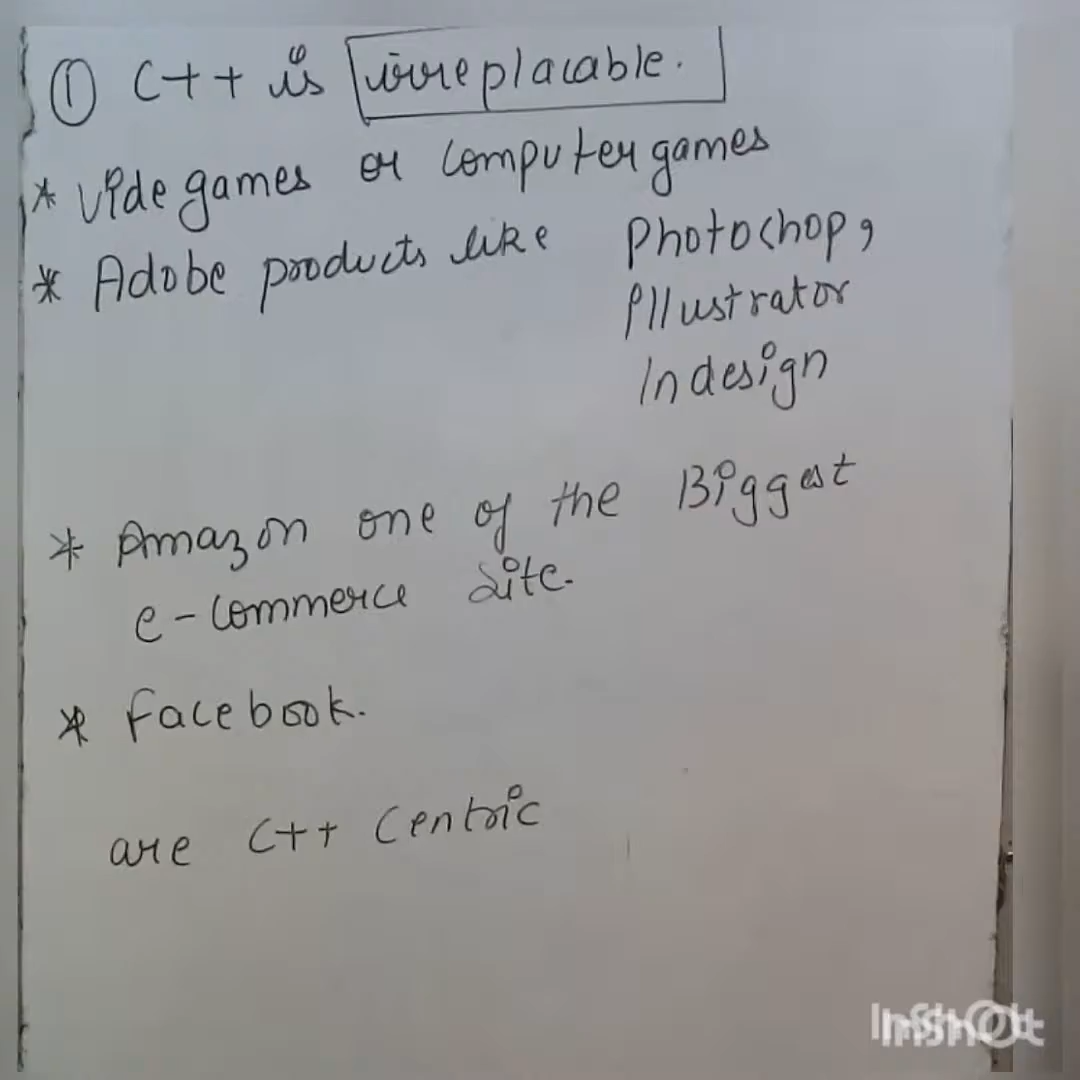 ① C++ is irreplacable.
* Vide games or computer games
* Adobe products like Photochop,
Illustrator
Indesign
* Amazon one of the Biggest
e-commerce site.
* Facebook.
are C++ Centric
InShot